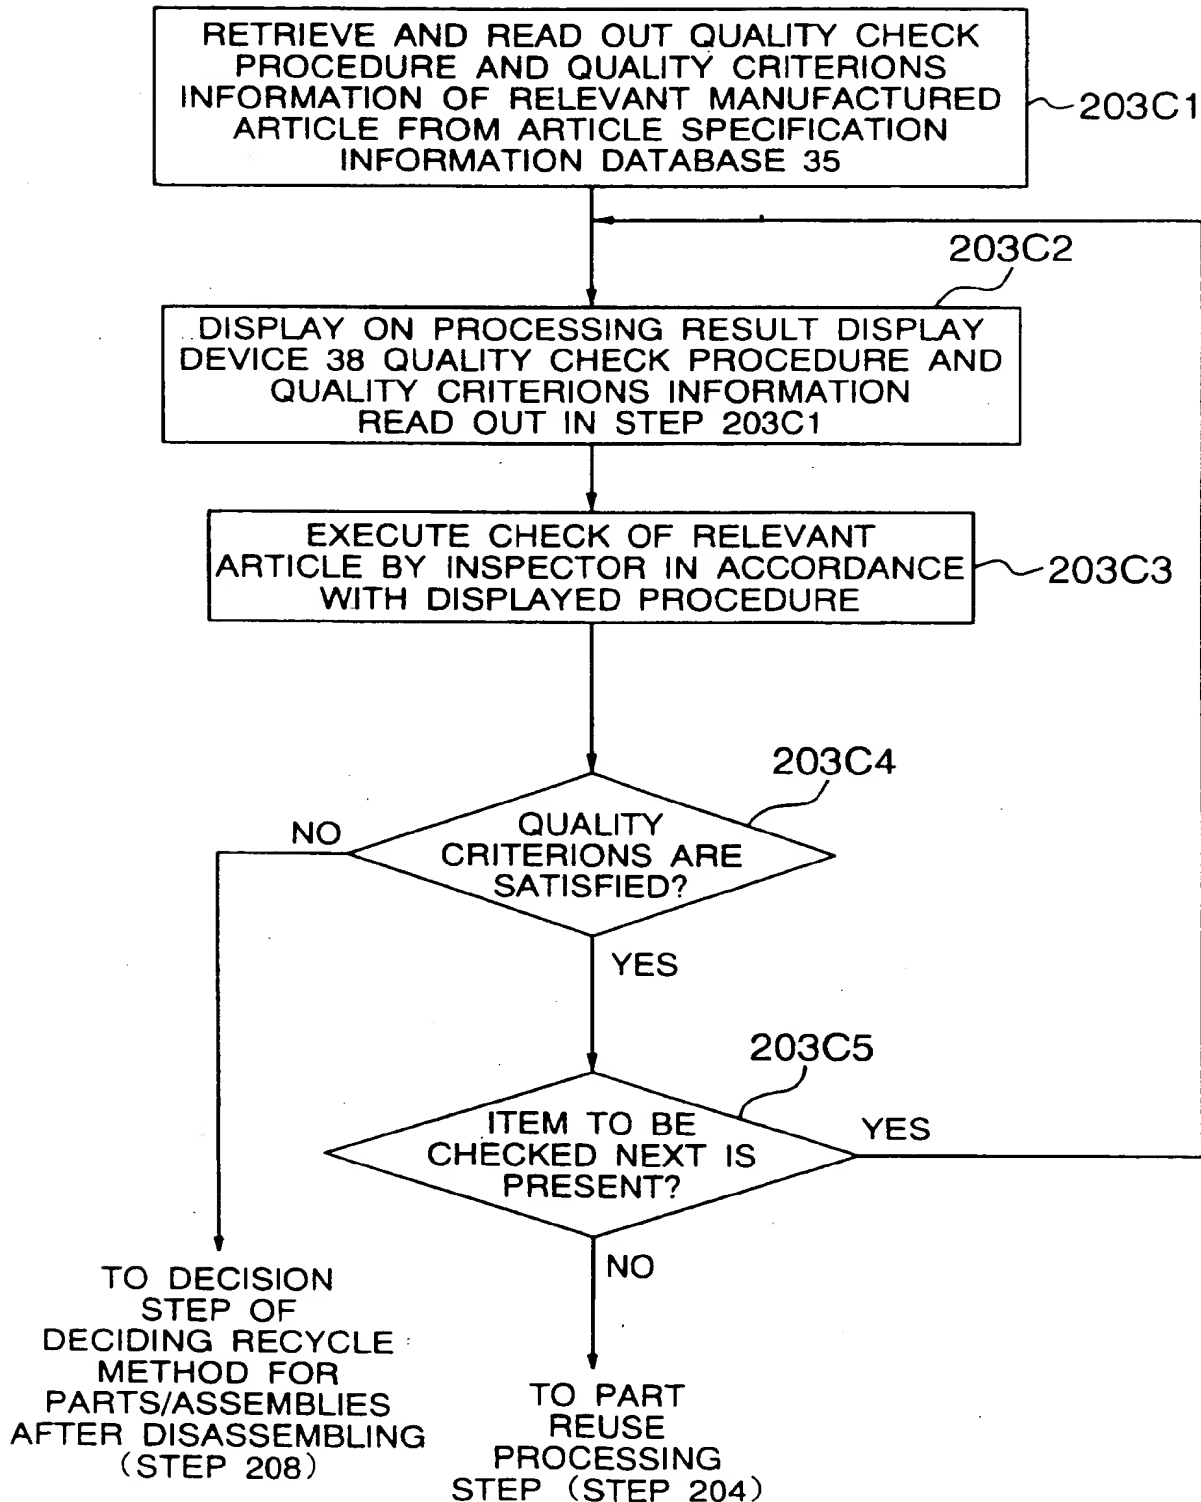 RETRIEVE AND READ OUT QUALITY CHECK
PROCEDURE AND QUALITY CRITERIONS
INFORMATION OF RELEVANT MANUFACTURED
ARTICLE FROM ARTICLE SPECIFICATION
INFORMATION DATABASE 35
203C1
203C2
DISPLAY ON PROCESSING RESULT DISPLAY
DEVICE 38 QUALITY CHECK PROCEDURE AND
QUALITY CRITERIONS INFORMATION
READ OUT IN STEP 203C1
EXECUTE CHECK OF RELEVANT
ARTICLE BY INSPECTOR IN ACCORDANCE
WITH DISPLAYED PROCEDURE
203C3
203C4
NO
QUALITY
CRITERIONS ARE
SATISFIED?
YES
203C5
ITEM TO BE
CHECKED NEXT IS
PRESENT?
YES
NO
TO DECISION
STEP OF
DECIDING RECYCLE
METHOD FOR
PARTS/ASSEMBLIES
AFTER DISASSEMBLING
(STEP 208)
TO PART
REUSE
PROCESSING
STEP (STEP 204)